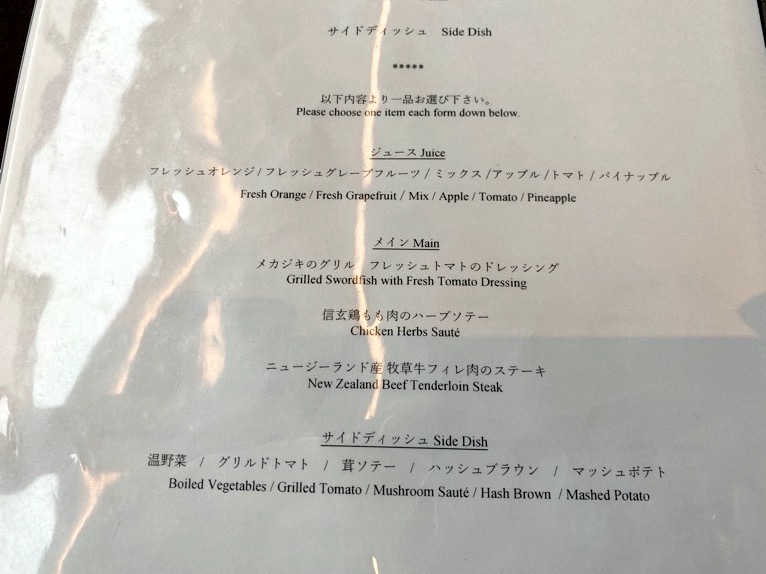 サイドディッシュ Side Dish
*****
以下内容より一品お選び下さい。
Please choose one item each form down below.
ジュース Juice
フレッシュオレンジ / フレッシュグレープフルーツ / ミックス / アップル / トマト / パイナップル
Fresh Orange / Fresh Grapefruit / Mix / Apple / Tomato / Pineapple
メイン Main
メカジキのグリル フレッシュトマトのドレッシング
Grilled Swordfish with Fresh Tomato Dressing
信玄鶏もも肉のハーブソテー
Chicken Herbs Sauté
ニュージーランド産 牧草牛フィレ肉のステーキ
New Zealand Beef Tenderloin Steak
サイドディッシュ Side Dish
温野菜 / グリルドトマト / 茸ソテー / ハッシュブラウン / マッシュポテト
Boiled Vegetables / Grilled Tomato / Mushroom Sauté / Hash Brown / Mashed Potato